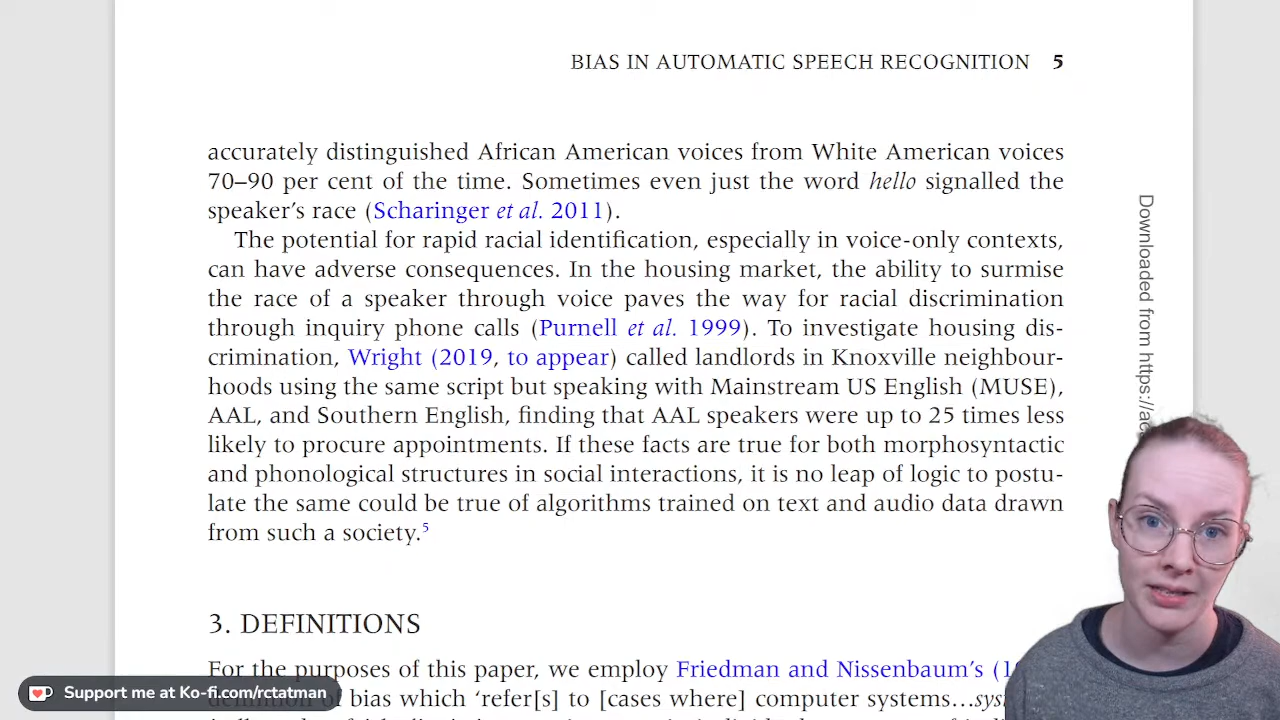 BIAS IN AUTOMATIC SPEECH RECOGNITION 5
accurately distinguished African American voices from White American voices
70–90 per cent of the time. Sometimes even just the word hello signalled the
speaker's race (Scharinger et al. 2011).
The potential for rapid racial identification, especially in voice-only contexts,
can have adverse consequences. In the housing market, the ability to surmise
the race of a speaker through voice paves the way for racial discrimination
through inquiry phone calls (Purnell et al. 1999). To investigate housing dis-
crimination, Wright (2019, to appear) called landlords in Knoxville neighbour-
hoods using the same script but speaking with Mainstream US English (MUSE),
AAL, and Southern English, finding that AAL speakers were up to 25 times less
likely to procure appointments. If these facts are true for both morphosyntactic
and phonological structures in social interactions, it is no leap of logic to postu-
late the same could be true of algorithms trained on text and audio data drawn
from such a society.5
3. DEFINITIONS
For the purposes of this paper, we employ Friedman and Nissenbaum's
of bias which 'refer[s] to [cases where] computer systems…
Downloaded from https://
Support me at Ko-fi.com/rctatman